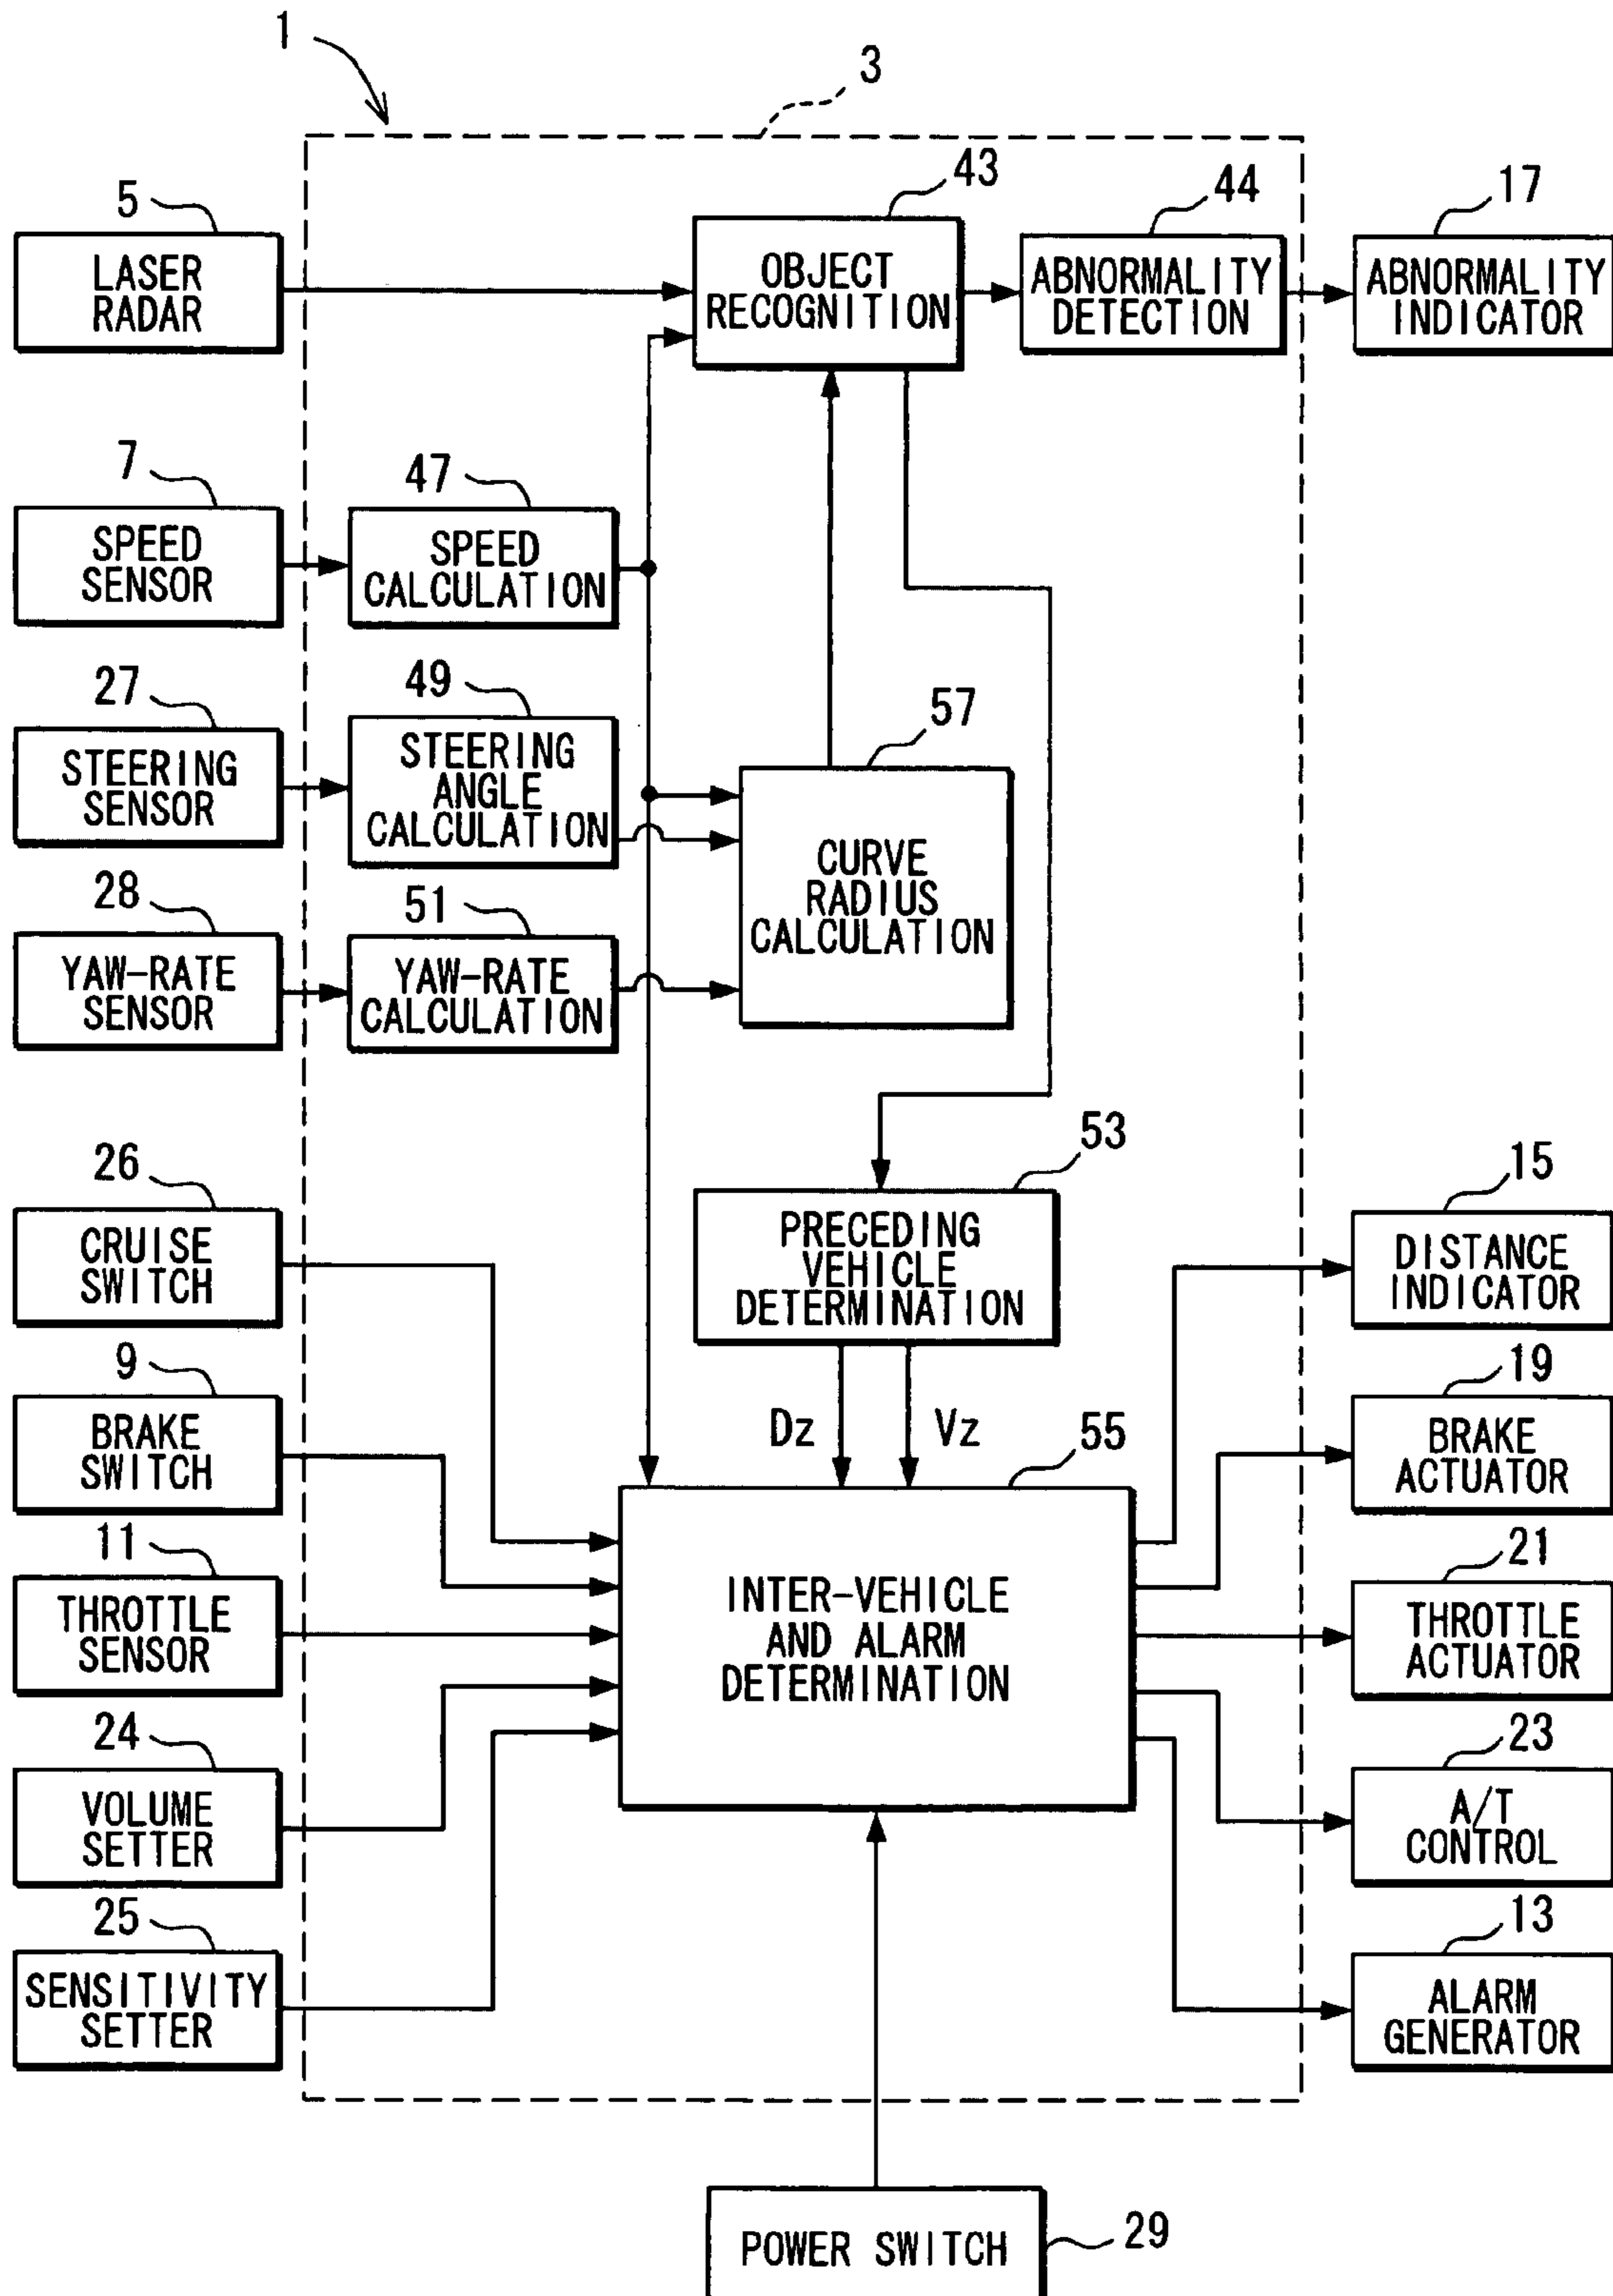 1
3
5
LASER
RADAR
43
OBJECT
RECOGNITION
44
ABNORMALITY
DETECTION
17
ABNORMALITY
INDICATOR
7
SPEED
SENSOR
47
SPEED
CALCULATION
27
STEERING
SENSOR
49
STEERING
ANGLE
CALCULATION
57
CURVE
RADIUS
CALCULATION
28
YAW-RATE
SENSOR
51
YAW-RATE
CALCULATION
53
PRECEDING
VEHICLE
DETERMINATION
Dz
Vz
26
CRUISE
SWITCH
9
BRAKE
SWITCH
11
THROTTLE
SENSOR
24
VOLUME
SETTER
25
SENSITIVITY
SETTER
55
INTER-VEHICLE
AND ALARM
DETERMINATION
15
DISTANCE
INDICATOR
19
BRAKE
ACTUATOR
21
THROTTLE
ACTUATOR
23
A/T
CONTROL
13
ALARM
GENERATOR
POWER SWITCH
29